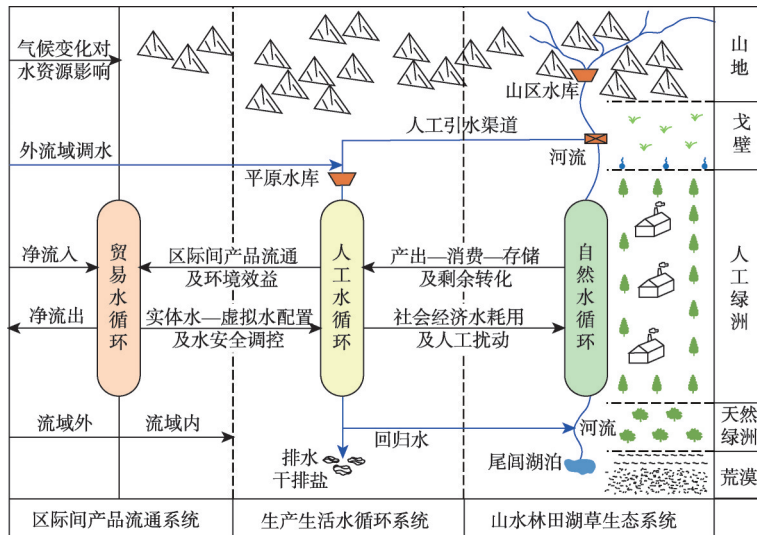 气候变化对
水资源影响
山区水库
山地
人工引水渠道
外流域调水
河流
戈壁
平原水库
贸易水循环
人工水循环
自然水循环
净流入
区际间产品流通
及环境效益
产出—消费—存储
及剩余转化
人工绿洲
净流出
实体水—虚拟水配置
及水安全调控
社会经济水耗用
及人工扰动
流域外
流域内
回归水
河流
天然
绿洲
排水
干排盐
尾闾湖泊
荒漠
区际间产品流通系统
生产生活水循环系统
山水林田湖草生态系统